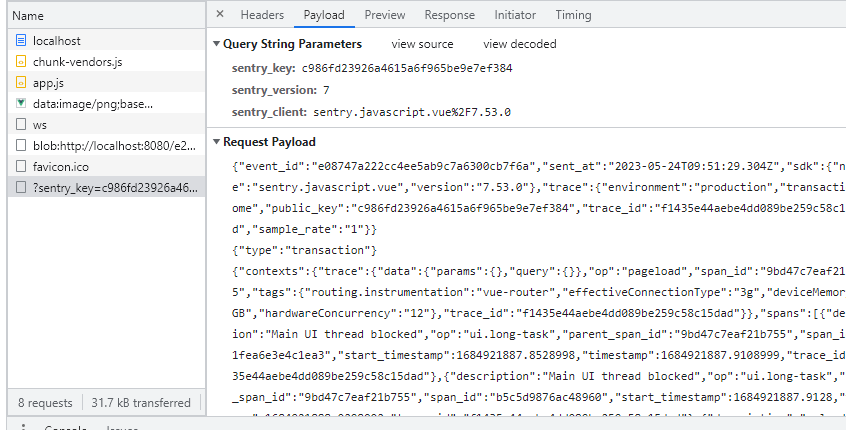 Name
localhost
chunk-vendors.js
app.js
data:image/png;base...
ws
blob:http://localhost:8080/e2...
favicon.ico
?sentry_key=c986fd23926a46...
8 requests
31.7 kB transferred
Headers
Payload
Preview
Response
Initiator
Timing
Query String Parameters
view source
view decoded
sentry_key: c986fd23926a4615a6f965be9e7ef384
sentry_version: 7
sentry_client: sentry.javascript.vue%2F7.53.0
Request Payload
{"event_id":"e08747a222cc4ee5ab9c7a6300cb7f6a","sent_at":"2023-05-24T09:51:29.304Z","sdk":{"n
e":"sentry.javascript.vue","version":"7.53.0"},"trace":{"environment":"production","transacti
ome","public_key":"c986fd23926a4615a6f965be9e7ef384","trace_id":"f1435e44aebe4dd089be259c58c1
d","sample_rate":"1"}}
{"type":"transaction"}
{"contexts":{"trace":{"data":{"params":{},"query":{}},"op":"pageload","span_id":"9bd47c7eaf21
5","tags":{"routing.instrumentation":"vue-router","effectiveConnectionType":"3g","deviceMemor
GB","hardwareConcurrency":"12"},"trace_id":"f1435e44aebe4dd089be259c58c15dad"}},"spans":[{"de
ion":"Main UI thread blocked","op":"ui.long-task","parent_span_id":"9bd47c7eaf21b755","span_i
1fea6e3e4c1ea3","start_timestamp":1684921887.8528998,"timestamp":1684921887.9108999,"trace_id
35e44aebe4dd089be259c58c15dad"},{"description":"Main UI thread blocked","op":"ui.long-task","
_span_id":"9bd47c7eaf21b755","span_id":"b5c5d9876ac48960","start_timestamp":1684921887.9128,"
Console
Issues